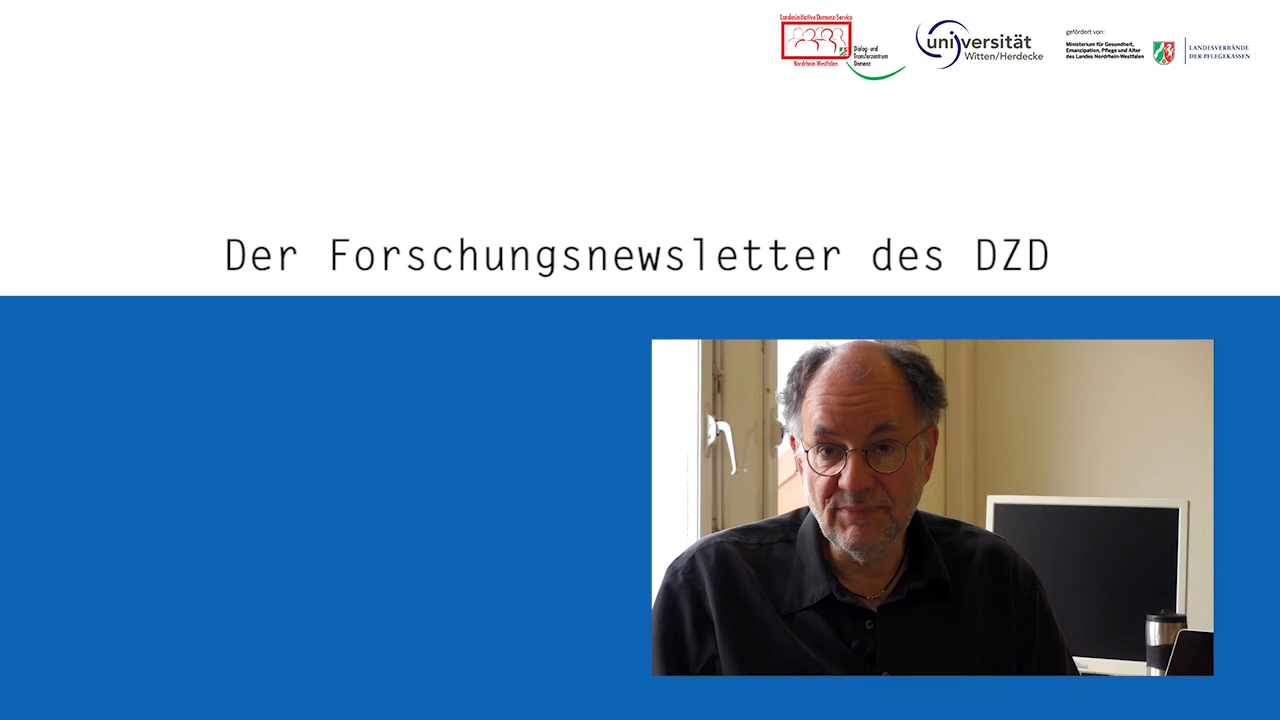 Landesinitiative Demenz-Service
Nordrhein-Westfalen
Dialog- und
Transferzentrum
Demenz
universität
Witten/Herdecke
gefördert von:
Ministerium für Gesundheit,
Emanzipation, Pflege und Alter
des Landes Nordrhein-Westfalen
LANDESVERBÄNDE
DER PFLEGEKASSEN
Der Forschungsnewsletter des DZD